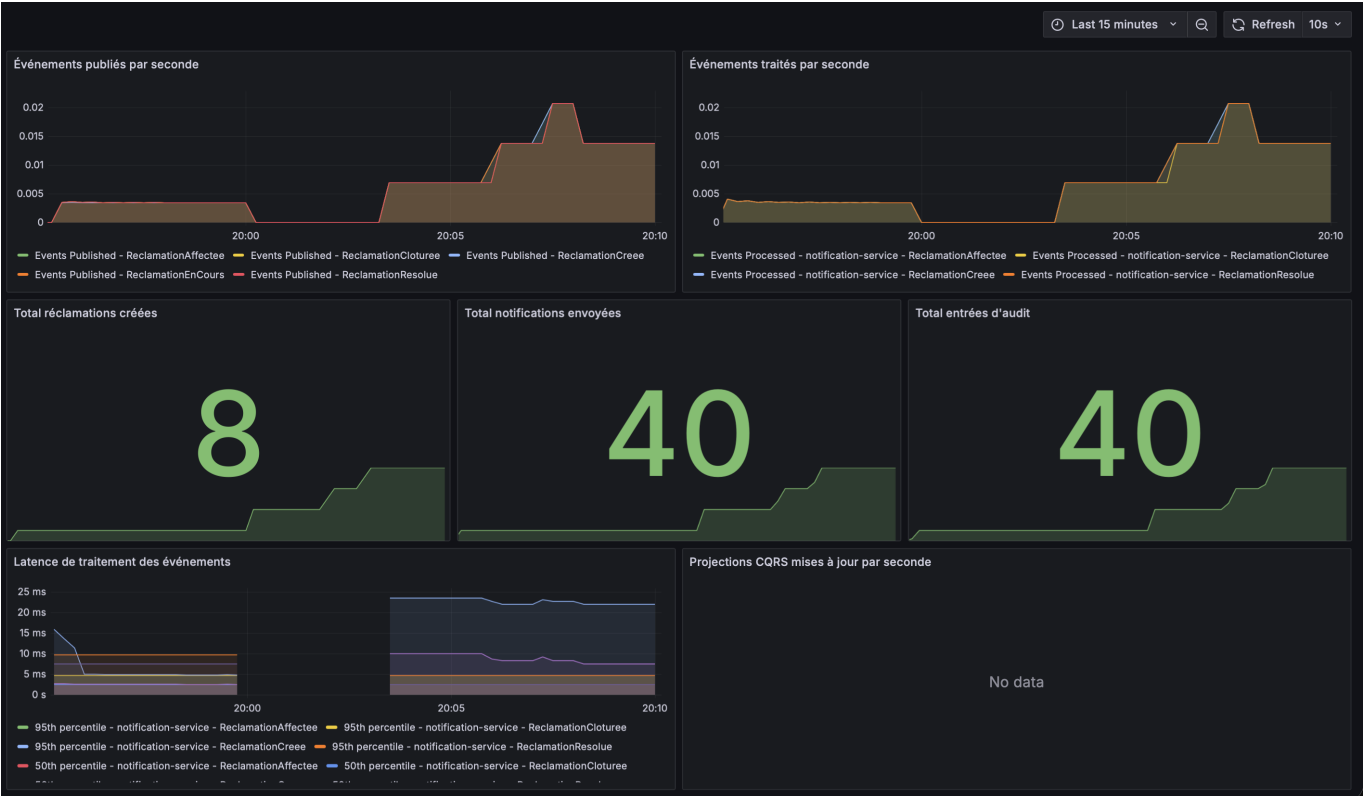 Last 15 minutes Refresh 10s
Événements publiés par seconde
0.02
0.015
0.01
0.005
0
20:00 20:05 20:10
Events Published - ReclamationAffectee Events Published - ReclamationCloturee Events Published - ReclamationCreee
Events Published - ReclamationEnCours Events Published - ReclamationResolue
Événements traités par seconde
0.02
0.015
0.01
0.005
0
20:00 20:05 20:10
Events Processed - notification-service - ReclamationAffectee Events Processed - notification-service - ReclamationCloturee
Events Processed - notification-service - ReclamationCreee Events Processed - notification-service - ReclamationResolue
Total réclamations créées
8
Total notifications envoyées
40
Total entrées d'audit
40
Latence de traitement des événements
25 ms
20 ms
15 ms
10 ms
5 ms
0 s
20:00 20:05 20:10
95th percentile - notification-service - ReclamationAffectee 95th percentile - notification-service - ReclamationCloturee
95th percentile - notification-service - ReclamationCreee 95th percentile - notification-service - ReclamationResolue
50th percentile - notification-service - ReclamationAffectee 50th percentile - notification-service - ReclamationCloturee
Projections CQRS mises à jour par seconde
No data